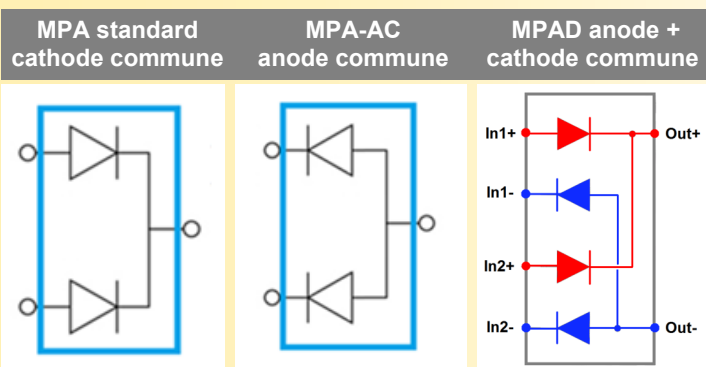 MPA standard
cathode commune
MPA-AC
anode commune
MPAD anode +
cathode commune
In1+
Out+
In1-
In2+
In2-
Out-